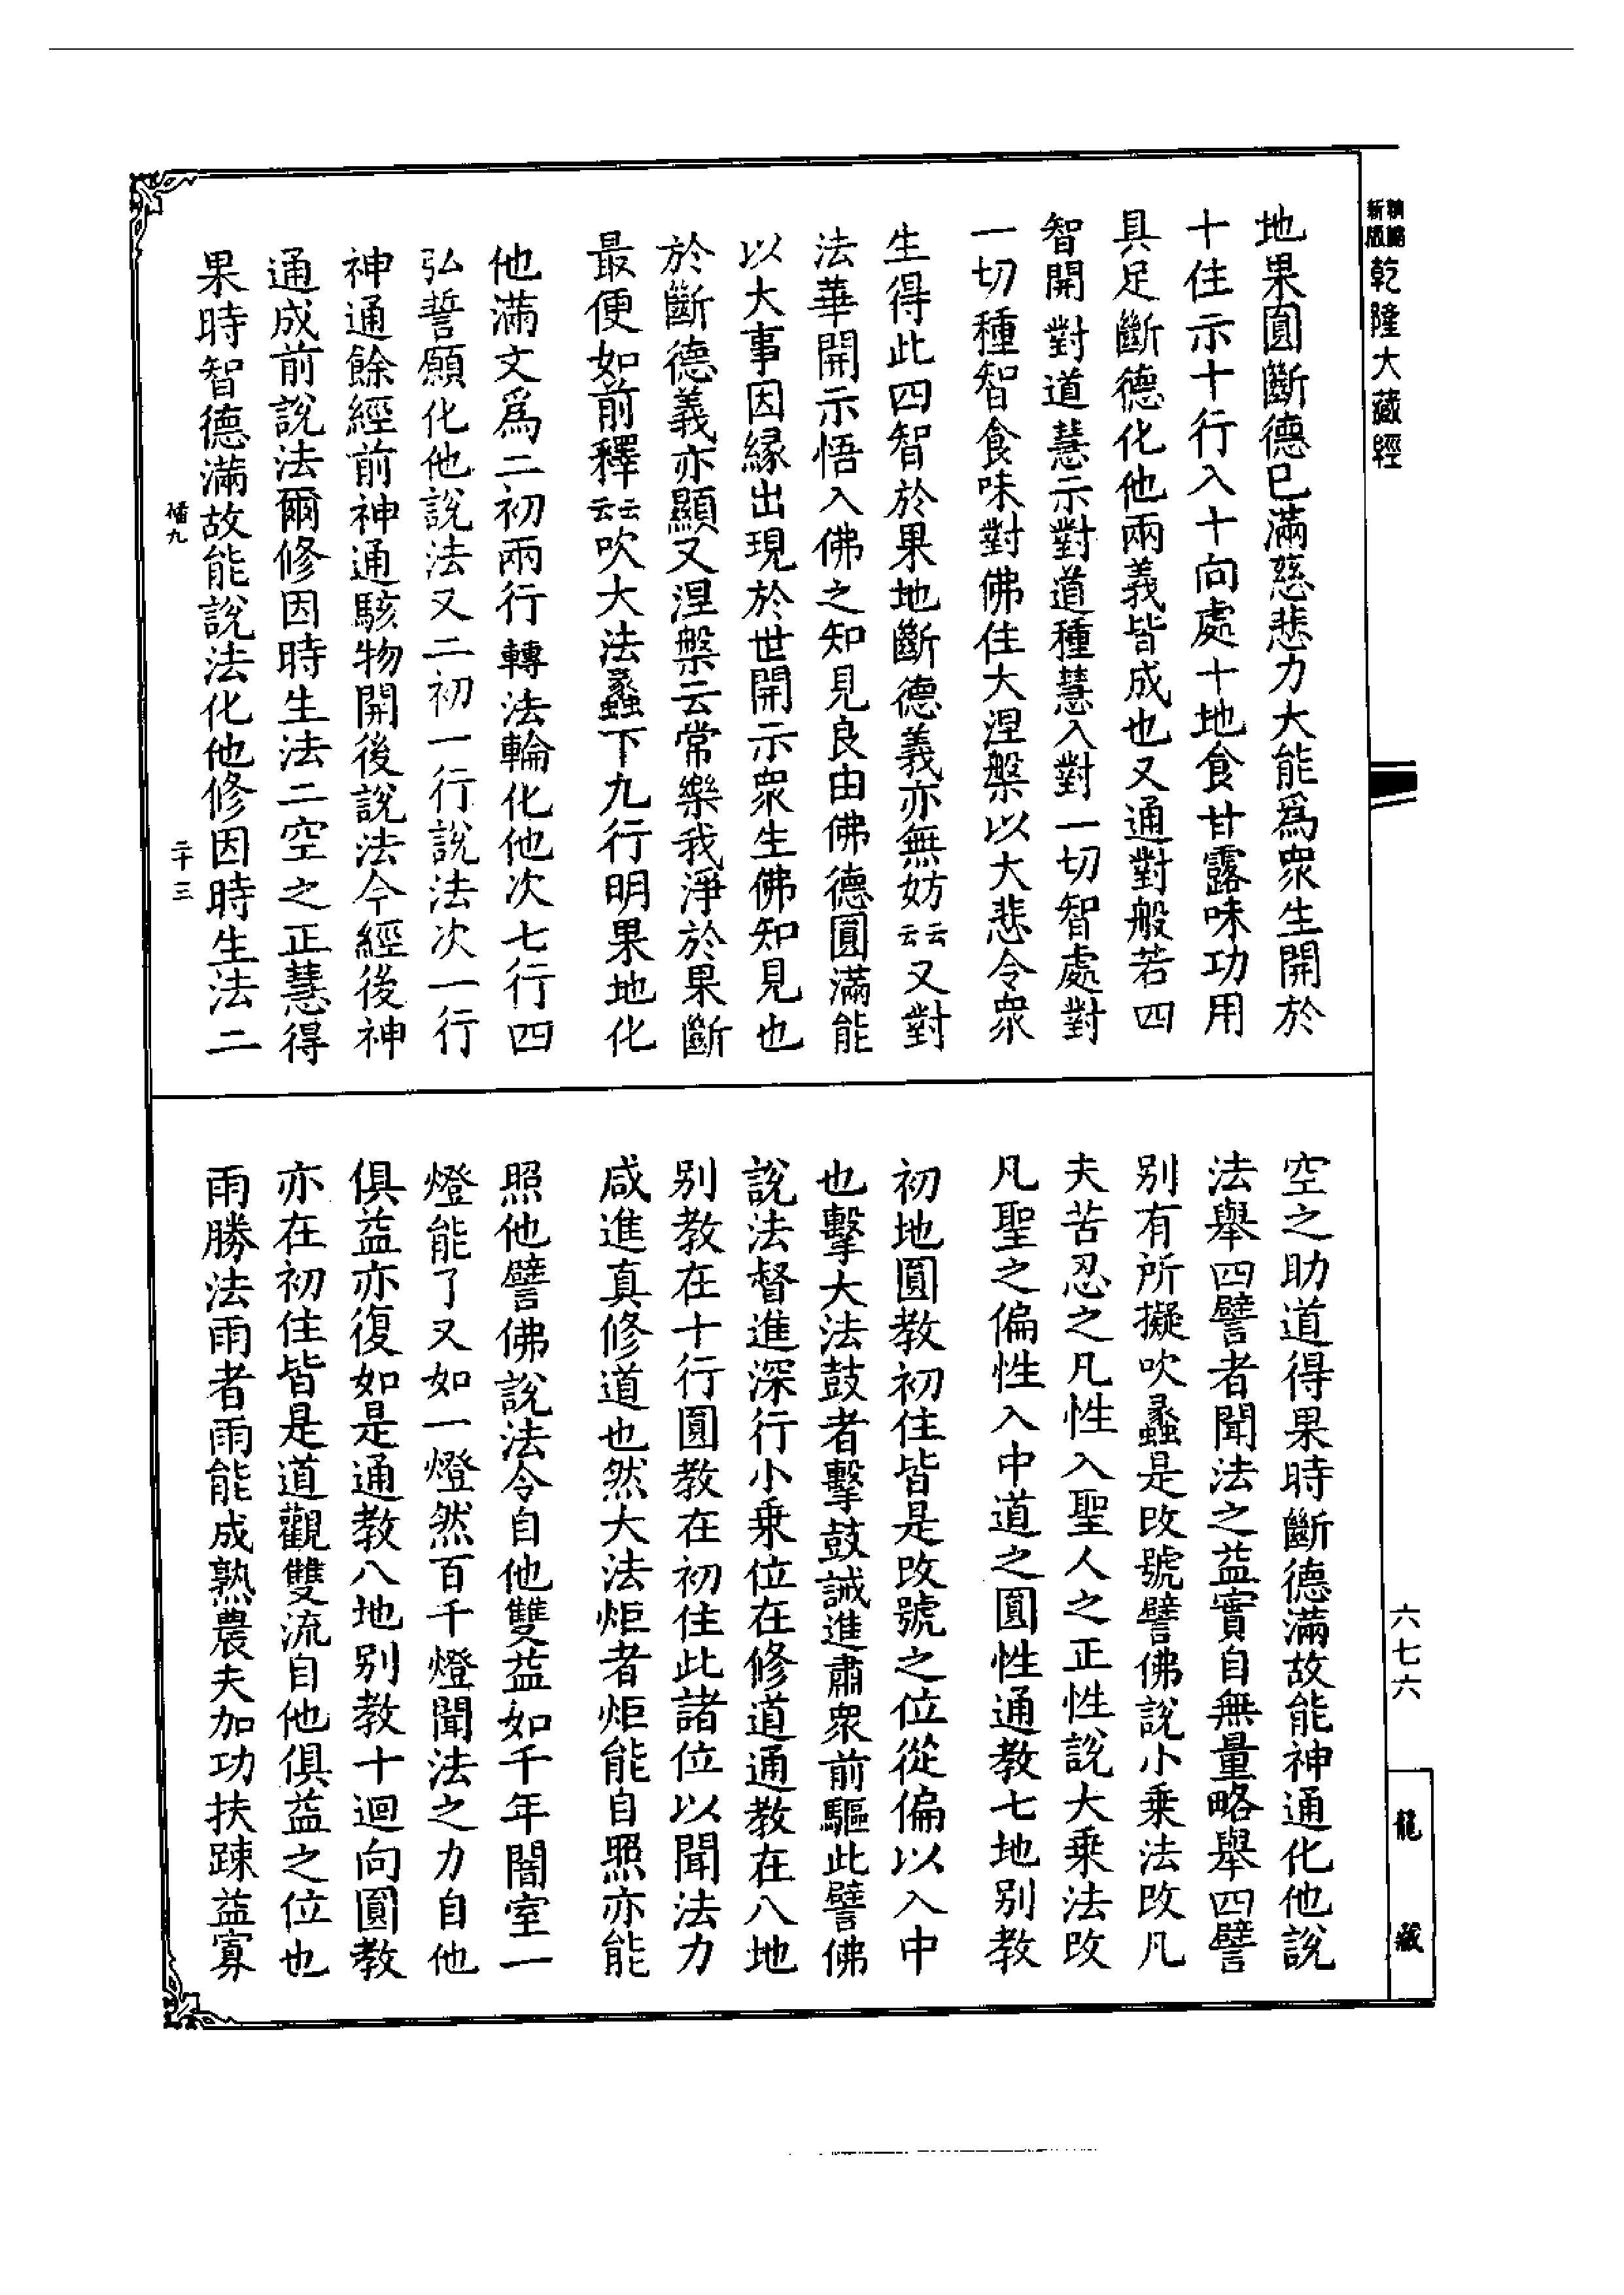 新版精縮乾隆大藏經
地果圓斷德已滿慈悲力大能爲衆生開於
十住示十行入十向處十地食甘露味功用
具足斷德化他兩義皆成也又通對般若四
智開對道慧示對道種慧入對一切智處對
一切種智食味對佛住大涅槃以大悲令衆
生得此四智於果地斷德義亦無妨云云又對
法華開示悟入佛之知見良由佛德圓滿能
以大事因緣出現於世開示衆生佛知見也
於斷德義亦顯又涅槃云常樂我淨於果斷
最便如前釋云云吹大法蠡下九行明果地化
他滿文爲二初兩行轉法輪化他次七行四
弘誓願化他說法又二初一行說法次一行
神通餘經前神通駭物開後說法今經後神
通成前說法爾修因時生法二空之正慧得
果時智德滿故能說法化他修因時生法二
九
二十三
空之助道得果時斷德滿故能神通化他說
法舉四譬者聞法之益實自無量略舉四譬
別有所擬吹蠡是改號譬佛說小乗法改凡
夫苦忍之凡性入聖人之正性說大乗法改
凡聖之偏性入中道之圓性通教七地別教
初地圓教初住皆是改號之位從偏以入中
也擊大法鼓者擊鼓誡進肅衆前驅此譬佛
說法督進深行小乗位在修道通教在八地
別教在十行圓教在初住此諸位以聞法力
咸進真修道也然大法炬者炬能自照亦能
照他譬佛說法令自他雙益如千年闇室一
燈能了又如一燈然百千燈聞法之力自他
俱益亦復如是通教八地別教十迴向圓教
亦在初住皆是道觀雙流自他俱益之位也
雨勝法雨者雨能成熟農夫加功扶踈益寡
六七六
龍藏